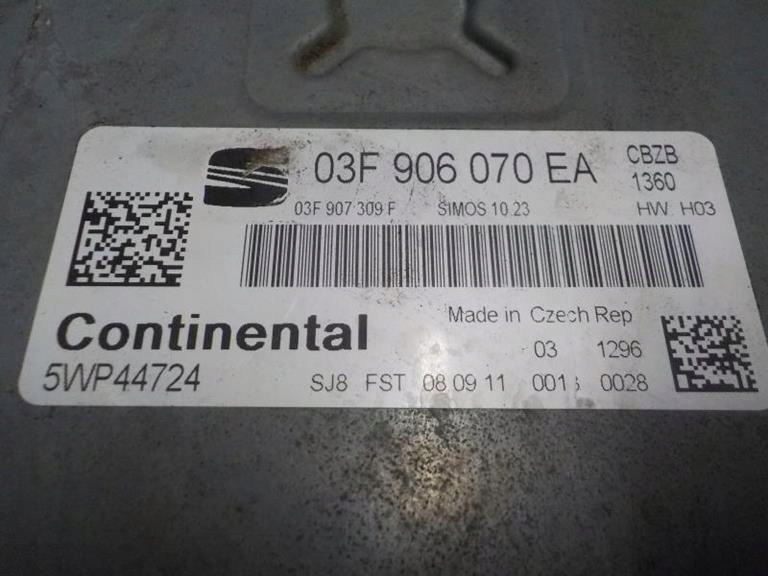 03F 906 070 EA CBZB
1360
03F 907 309 F SIMOS 10.23 HW H03
Continental Made in Czech Rep
03 1296
5WP44724 SJ8 FST 08 09 11 0028